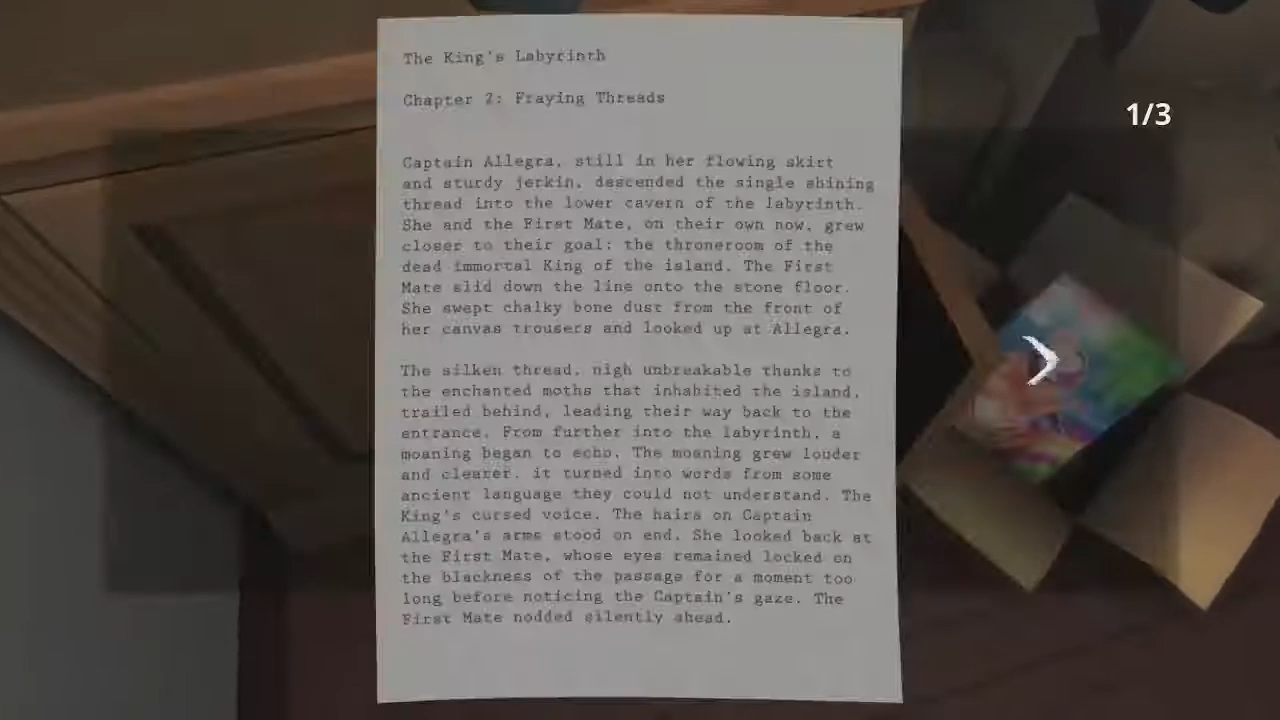 The King's Labyrinth
Chapter 2: Fraying Threads
1/3
Captain Allegra, still in her flowing skirt
and sturdy jerkin, descended the single shining
thread into the lower cavern of the labyrinth.
She and the First Mate, on their own now, grew
closer to their goal: the throneroom of the
dead immortal King of the island. The First
Mate slid down the line onto the stone floor.
She swept chalky bone dust from the front of
her canvas trousers and looked up at Allegra.
The silken thread, nigh unbreakable thanks to
the enchanted moths that inhabited the island,
trailed behind, leading their way back to the
entrance. From further into the labyrinth, a
moaning began to echo. The moaning grew louder
and clearer, it turned into words from some
ancient language they could not understand. The
King's cursed voice. The hairs on Captain
Allegra's arms stood on end. She looked back at
the First Mate, whose eyes remained locked on
the blackness of the passage for a moment too
long before noticing the Captain's gaze. The
First Mate nodded silently ahead.